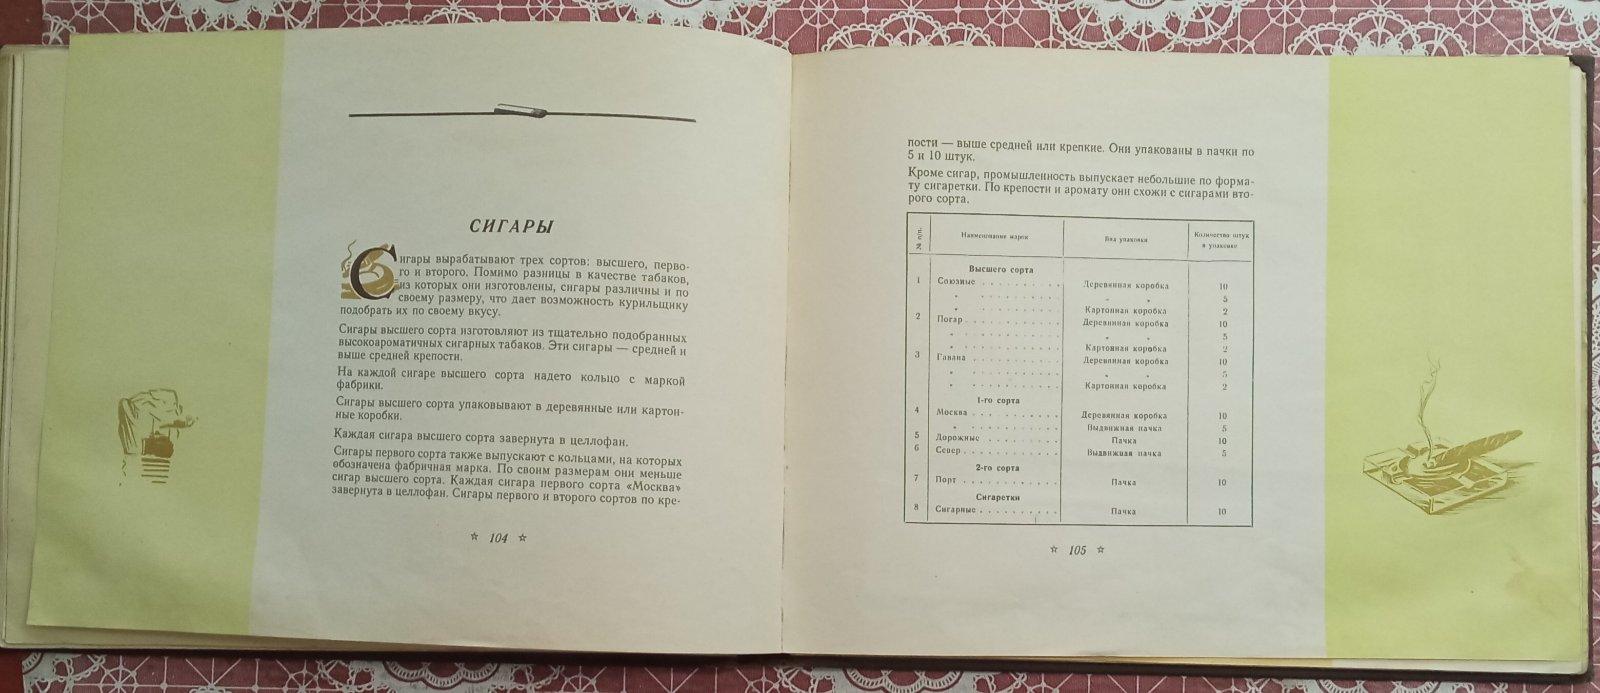 СИГАРЫ
Сигары вырабатывают трех сортов: высшего, перво-
го и второго. Помимо разницы в качестве табаков,
из которых они изготовлены, сигары различны и по
своему размеру, что дает возможность курильщику
подобрать их по своему вкусу.
Сигары высшего сорта изготовляют из тщательно подобранных
высокоароматичных сигарных табаков. Эти сигары — средней и
выше средней крепости.
На каждой сигаре высшего сорта надето кольцо с маркой
фабрики.
Сигары высшего сорта упаковывают в деревянные или картон-
ные коробки.
Каждая сигара высшего сорта завернута в целлофан.
Сигары первого сорта также выпускают с кольцами, на которых
обозначена фабричная марка. По своим размерам они меньше
сигар высшего сорта. Каждая сигара первого сорта «Москва»
завернута в целлофан. Сигары первого и второго сортов по кре-
☆ 104 ☆
пости — выше средней или крепкие. Они упакованы в пачки по
5 и 10 штук.
Кроме сигар, промышленность выпускает небольшие по форма-
ту сигаретки. По крепости и аромату они схожи с сигарами вто-
рого сорта.
№ п/п. Наименование марок Вид упаковки Количество штук
в упаковке
Высшего сорта
1 Союзные . . . . . . . . . . Деревянная коробка 10
„ . . . . . . . . . . „ „ 5
„ . . . . . . . . . . Картонная коробка 2
2 Погар . . . . . . . . . . . Деревянная коробка 10
„ . . . . . . . . . . „ „ 5
„ . . . . . . . . . . Картонная коробка 2
3 Гавана . . . . . . . . . . Деревянная коробка 10
„ . . . . . . . . . . „ „ 5
„ . . . . . . . . . . Картонная коробка 2
1-го сорта
4 Москва . . . . . . . . . . Деревянная коробка 10
„ . . . . . . . . . . Выдвижная пачка 5
5 Дорожные . . . . . . . . Пачка 10
6 Север . . . . . . . . . . . Выдвижная пачка 5
2-го сорта
7 Порт . . . . . . . . . . . Пачка 10
Сигаретки
8 Сигарные . . . . . . . . . Пачка 10
☆ 105 ☆